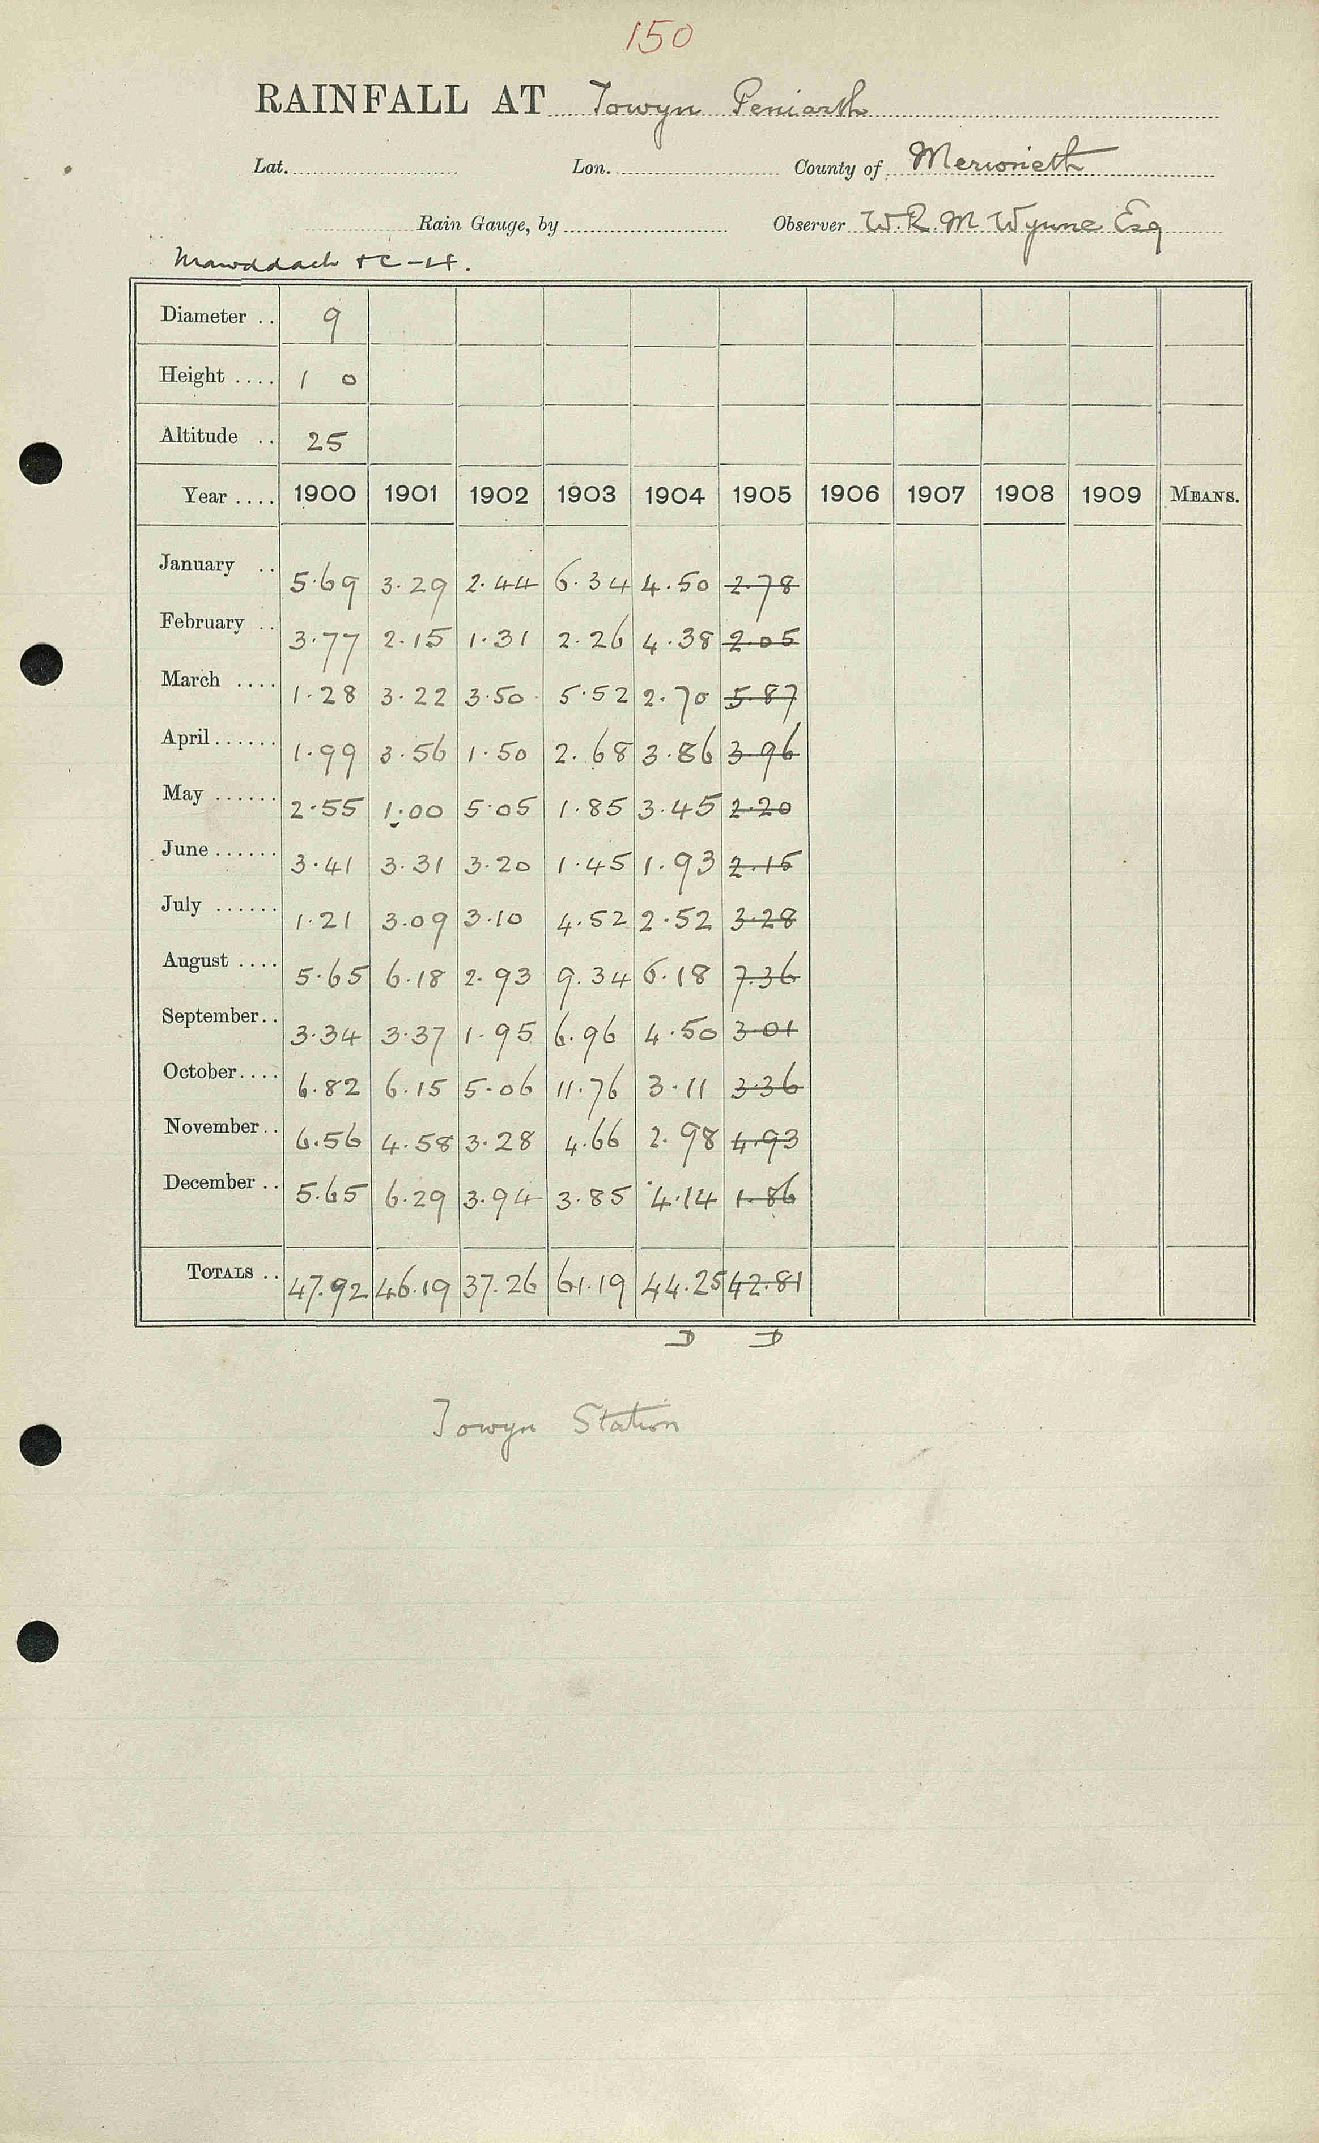 150
RAINFALL AT Towyn Peniarth
Lat. Lon. County of Merioneth
Rain Gauge, by Observer W. R. M. Wynne Esq
Mawddach
Diameter .. 9
Height .... 1 0
Altitude .. 25
Year .... 1900 1901 1902 1903 1904 1905 1906 1907 1908 1909 MEANS.
January .. 5.69 3.29 2.44 6.34 4.50 2.78
February .. 3.77 2.15 1.31 2.26 4.38 2.05
March .... 1.28 3.22 3.50 5.52 2.70 5.87
April...... 1.99 3.56 1.50 2.68 3.86 3.96
May ...... 2.55 1.00 5.05 1.85 3.45 2.20
June ...... 3.41 3.31 3.20 1.45 1.93 2.15
July ...... 1.21 3.09 3.10 4.52 2.52 3.28
August .... 5.65 6.18 2.93 9.34 6.18 7.36
September.. 3.34 3.37 1.95 6.96 4.50 3.01
October.... 6.82 6.15 5.06 11.76 3.11 3.36
November.. 6.56 4.58 3.28 4.66 2.98 4.93
December .. 5.65 6.29 3.94 3.85 4.14 1.86
TOTALS .. 47.92 46.19 37.26 61.19 44.25 42.81
D D
Towyn Station